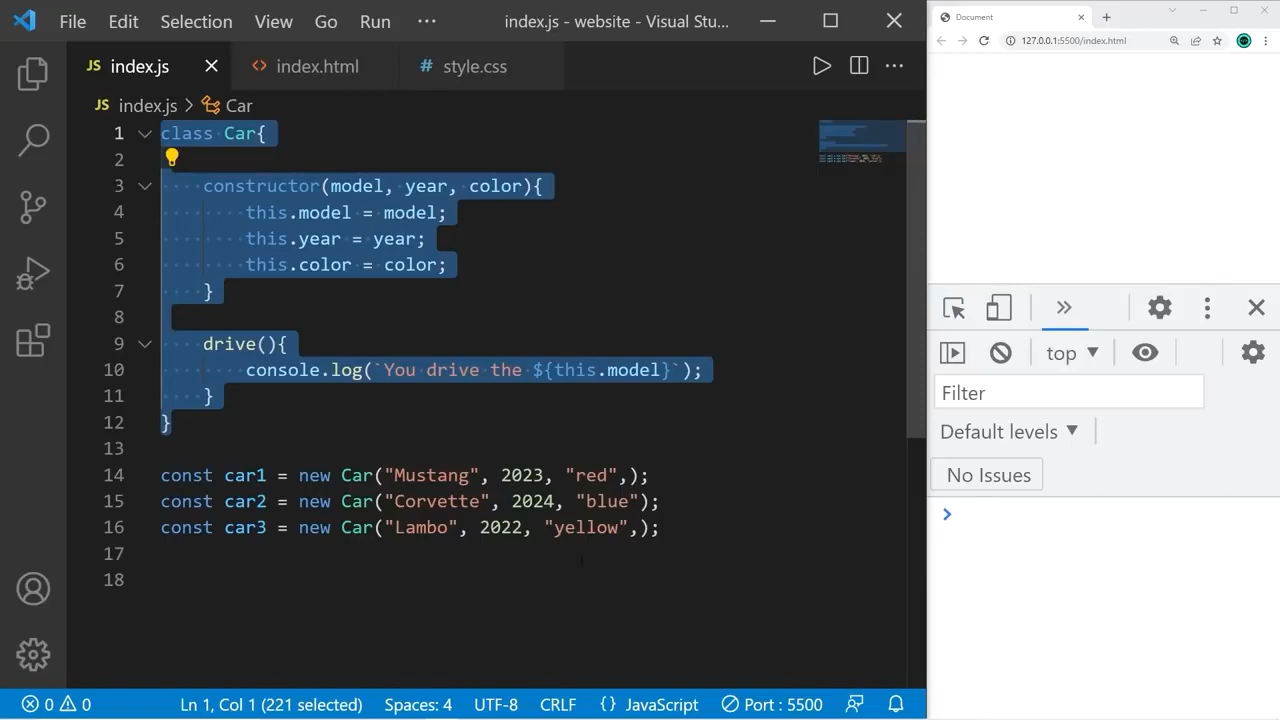 File Edit Selection View Go Run ··· index.js - website - Visual Stu...
JS index.js <> index.html # style.css
JS index.js > Car
1 class Car{
2
3 constructor(model, year, color){
4 this.model = model;
5 this.year = year;
6 this.color = color;
7 }
8
9 drive(){
10 console.log(`You drive the ${this.model}`);
11 }
12 }
13
14 const car1 = new Car("Mustang", 2023, "red",);
15 const car2 = new Car("Corvette", 2024, "blue");
16 const car3 = new Car("Lambo", 2022, "yellow",);
17
18
0 0 Ln 1, Col 1 (221 selected) Spaces: 4 UTF-8 CRLF {} JavaScript Port : 5500
Document
127.0.0.1:5500/index.html
top
Filter
Default levels
No Issues